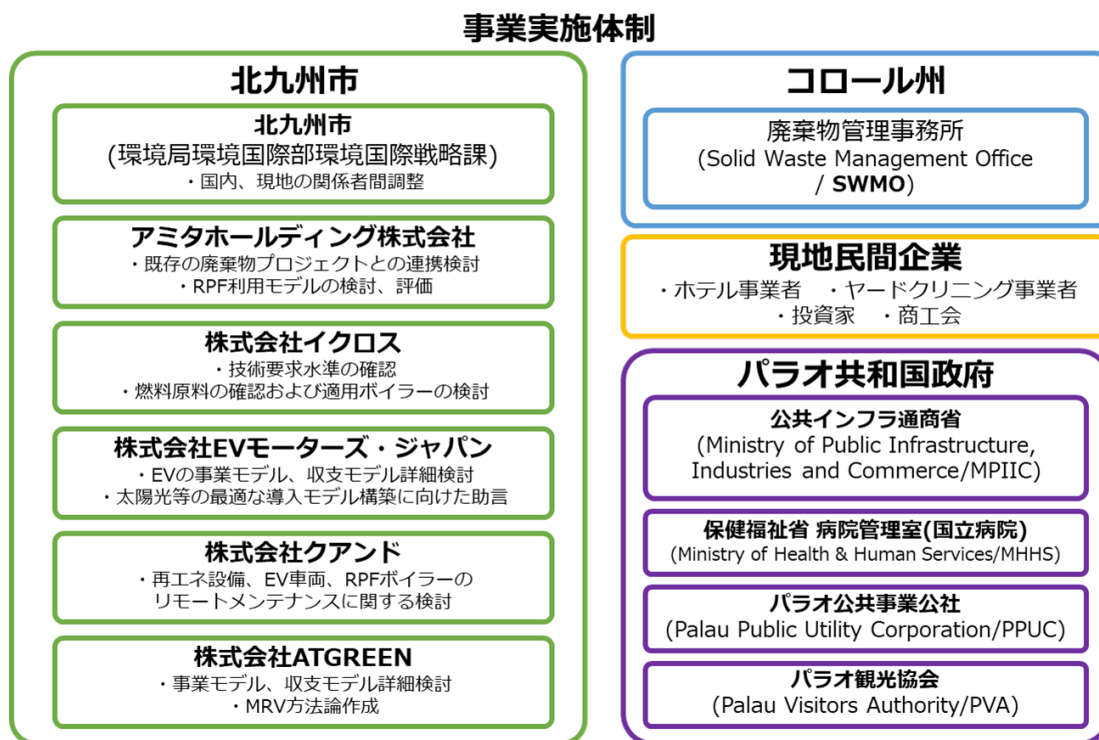 事業実施体制
北九州市
北九州市
(環境局環境国際部環境国際戦略課)
・国内、現地の関係者間調整
アミタホールディング株式会社
・既存の廃棄物プロジェクトとの連携検討
・RPF利用モデルの検討、評価
株式会社イクロス
・技術要求水準の確認
・燃料原料の確認および適用ボイラーの検討
株式会社EVモーターズ・ジャパン
・EVの事業モデル、収支モデル詳細検討
・太陽光等の最適な導入モデル構築に向けた助言
株式会社クアンド
・再エネ設備、EV車両、RPFボイラーの
リモートメンテナンスに関する検討
株式会社ATGREEN
・事業モデル、収支モデル詳細検討
・MRV方法論作成
コロール州
廃棄物管理事務所
(Solid Waste Management Office
/ SWMO)
現地民間企業
・ホテル事業者　・ヤードクリニング事業者
・投資家　・商工会
パラオ共和国政府
公共インフラ通商省
(Ministry of Public Infrastructure,
Industries and Commerce/MPIIC)
保健福祉省 病院管理室(国立病院)
(Ministry of Health & Human Services/MHHS)
パラオ公共事業公社
(Palau Public Utility Corporation/PPUC)
パラオ観光協会
(Palau Visitors Authority/PVA)